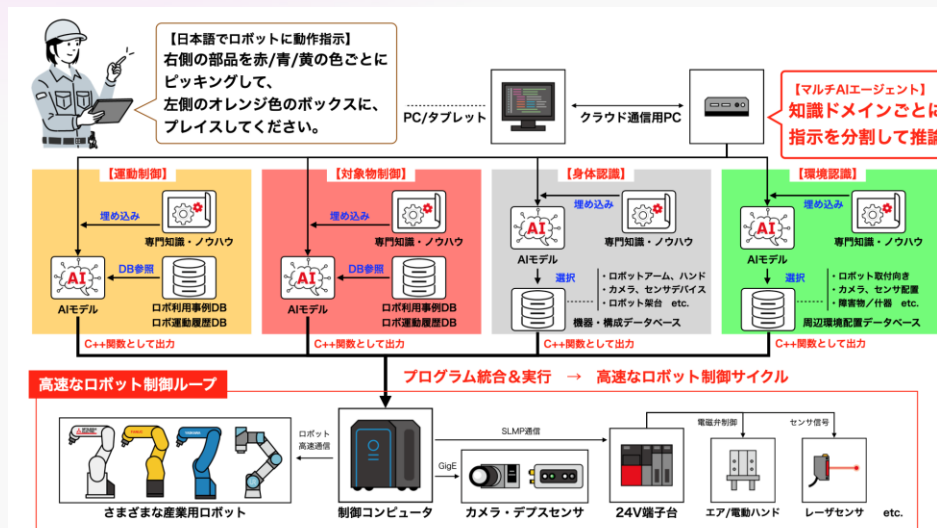 【日本語でロボットに動作指示】
右側の部品を赤/青/黄の色ごとに
ピッキングして、
左側のオレンジ色のボックスに、
プレイスしてください。
PC/タブレット
クラウド通信用PC
【マルチAIエージェント】
知識ドメインごとに
指示を分割して推論
【運動制御】
埋め込み
専門知識・ノウハウ
AI
DB参照
AIモデル
ロボ利用事例DB
ロボ運動履歴DB
C++関数として出力
【対象物制御】
埋め込み
専門知識・ノウハウ
AI
DB参照
AIモデル
ロボ利用事例DB
ロボ運動履歴DB
C++関数として出力
【身体認識】
埋め込み
AI
専門知識・ノウハウ
AIモデル
選択
・ロボットアーム、ハンド
・カメラ、センサデバイス
・ロボット架台 etc.
機器・構成データベース
C++関数として出力
【環境認識】
埋め込み
AI
専門知識・ノウハウ
AIモデル
選択
・ロボット取付向き
・カメラ、センサ配置
・障害物／什器 etc.
周辺環境配置データベース
C++関数として出力
高速なロボット制御ループ
プログラム統合&実行 → 高速なロボット制御サイクル
さまざまな産業用ロボット
ロボット
高速通信
制御コンピュータ
SLMP通信
GigE
カメラ・デプスセンサ
24V端子台
電磁弁制御
エア/電動ハンド
センサ信号
レーザセンサ
etc.